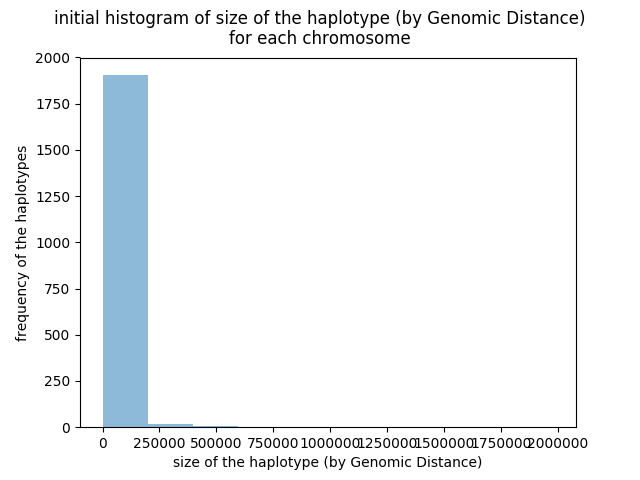 initial histogram of size of the haplotype (by Genomic Distance)
for each chromosome
2000
1750
1500
1250
1000
750
500
250
0
frequency of the haplotypes
0 250000 500000 750000 1000000 1250000 1500000 1750000 2000000
size of the haplotype (by Genomic Distance)